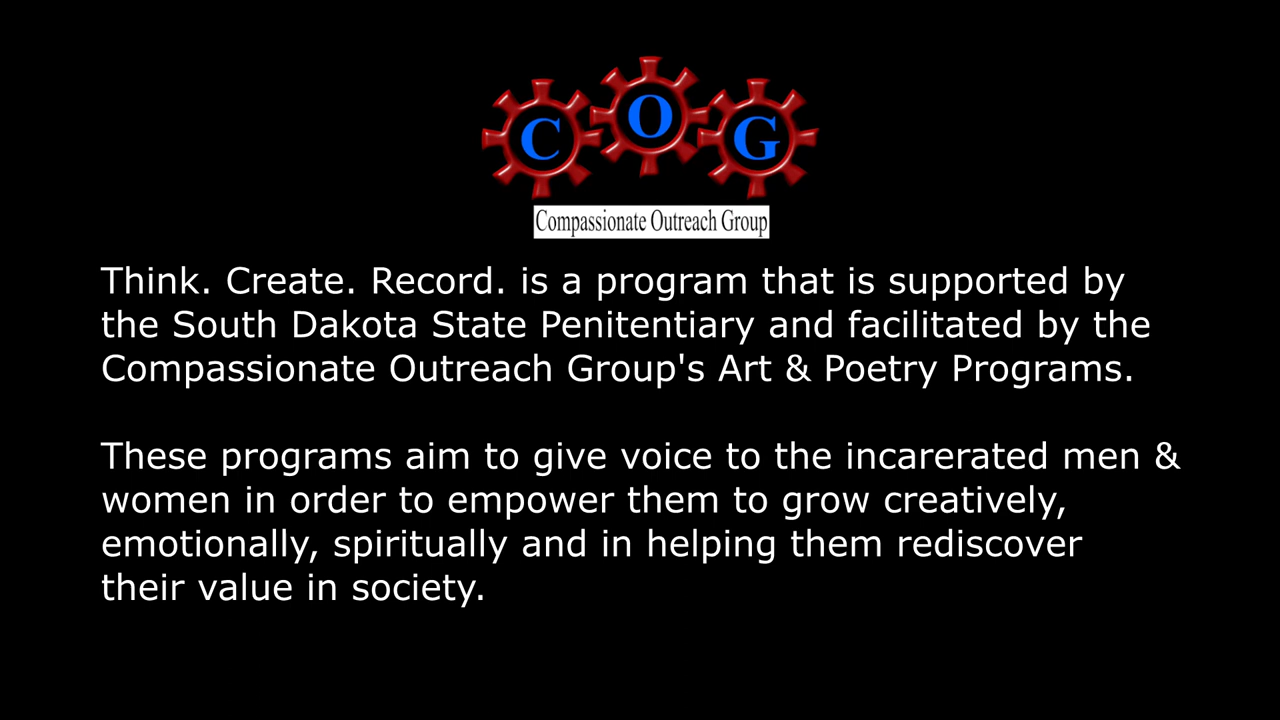 C O G
Compassionate Outreach Group
Think. Create. Record. is a program that is supported by
the South Dakota State Penitentiary and facilitated by the
Compassionate Outreach Group's Art & Poetry Programs.
These programs aim to give voice to the incarerated men &
women in order to empower them to grow creatively,
emotionally, spiritually and in helping them rediscover
their value in society.